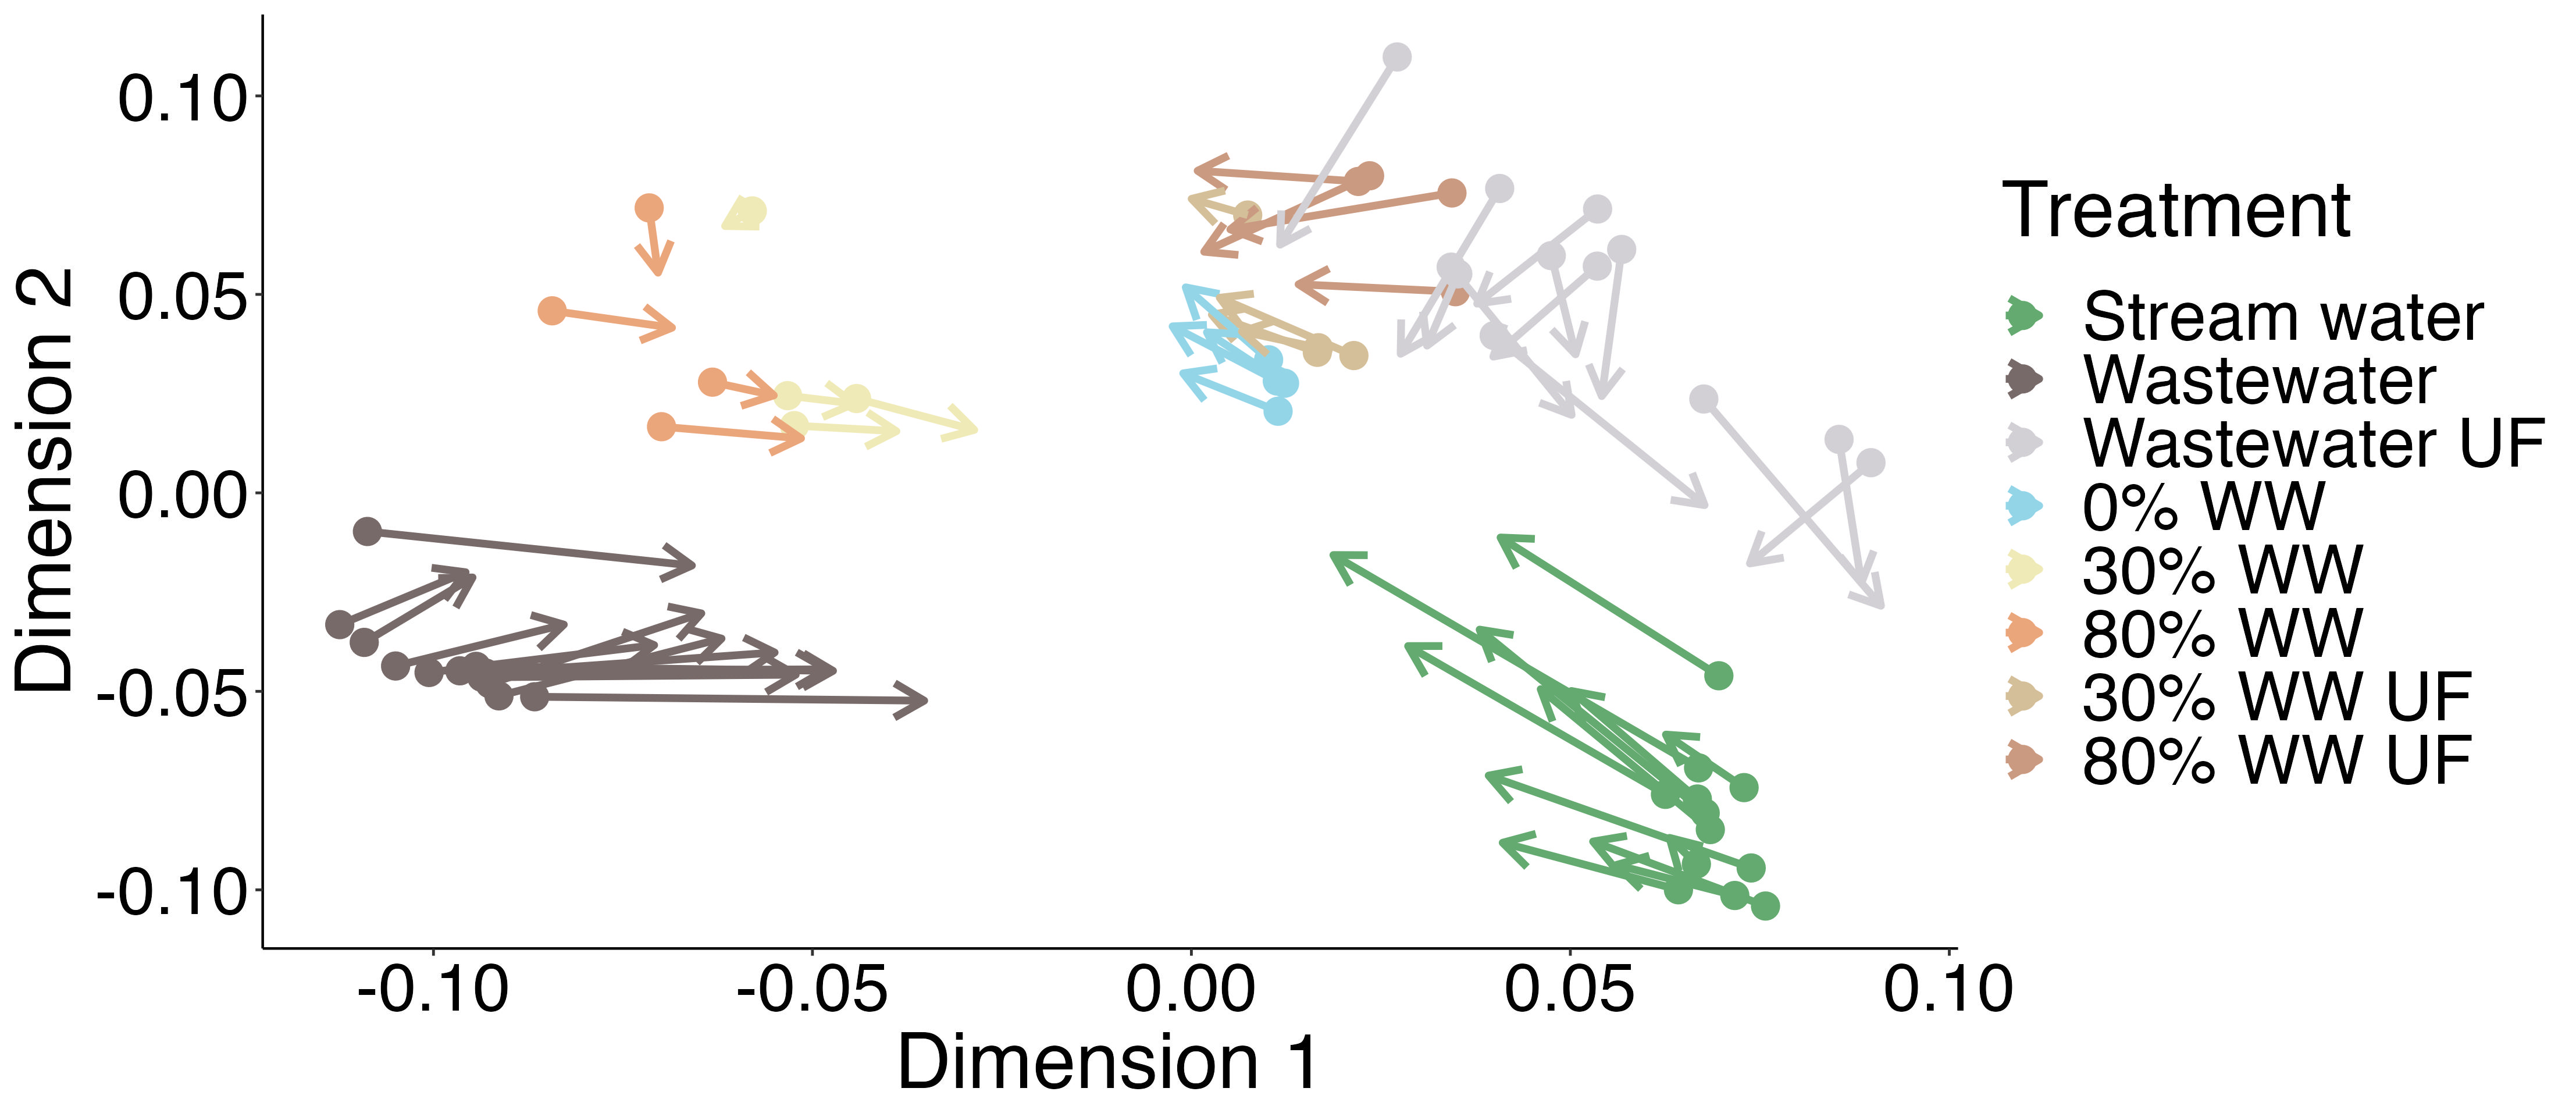 Dimension 2
0.10
0.05
0.00
-0.05
-0.10
-0.10 -0.05 0.00 0.05 0.10
Dimension 1
Treatment
Stream water
Wastewater
Wastewater UF
0% WW
30% WW
80% WW
30% WW UF
80% WW UF